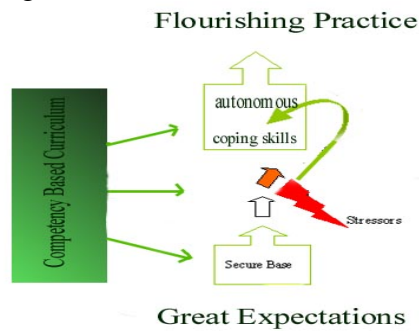 Flourishing Practice
autonomous
coping skills
Competency Based Curriculum
Stressors
Secure Base
Great Expectations